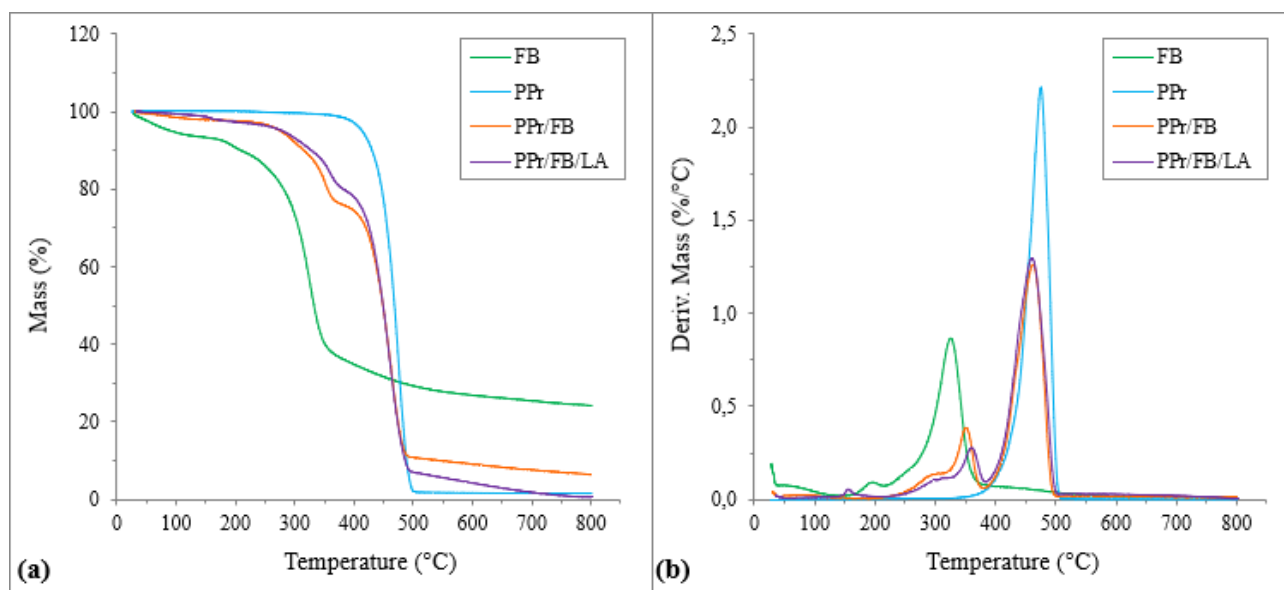 120
100
80
60
40
20
0
Mass (%)
0 100 200 300 400 500 600 700 800
Temperature (°C)
FB
PPr
PPr/FB
PPr/FB/LA
(a)
2,5
2,0
1,5
1,0
0,5
0,0
Deriv. Mass (%/°C)
0 100 200 300 400 500 600 700 800
Temperature (°C)
FB
PPr
PPr/FB
PPr/FB/LA
(b)